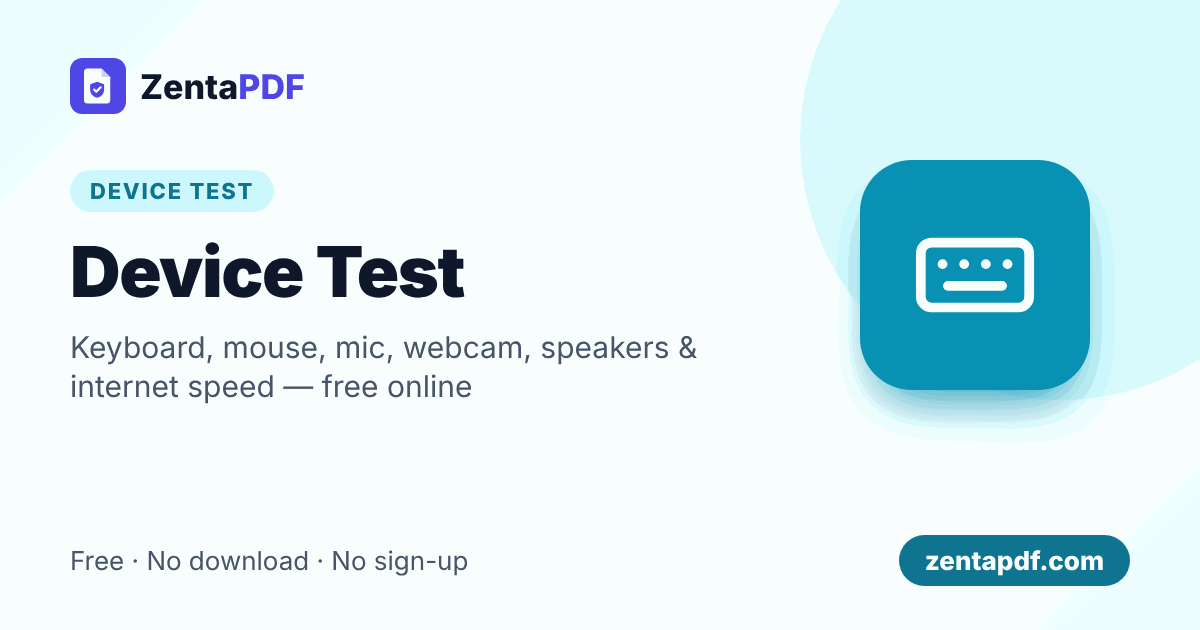 ZentaPDF
DEVICE TEST
Device Test
Keyboard, mouse, mic, webcam, speakers &
internet speed — free online
Free · No download · No sign-up
zentapdf.com